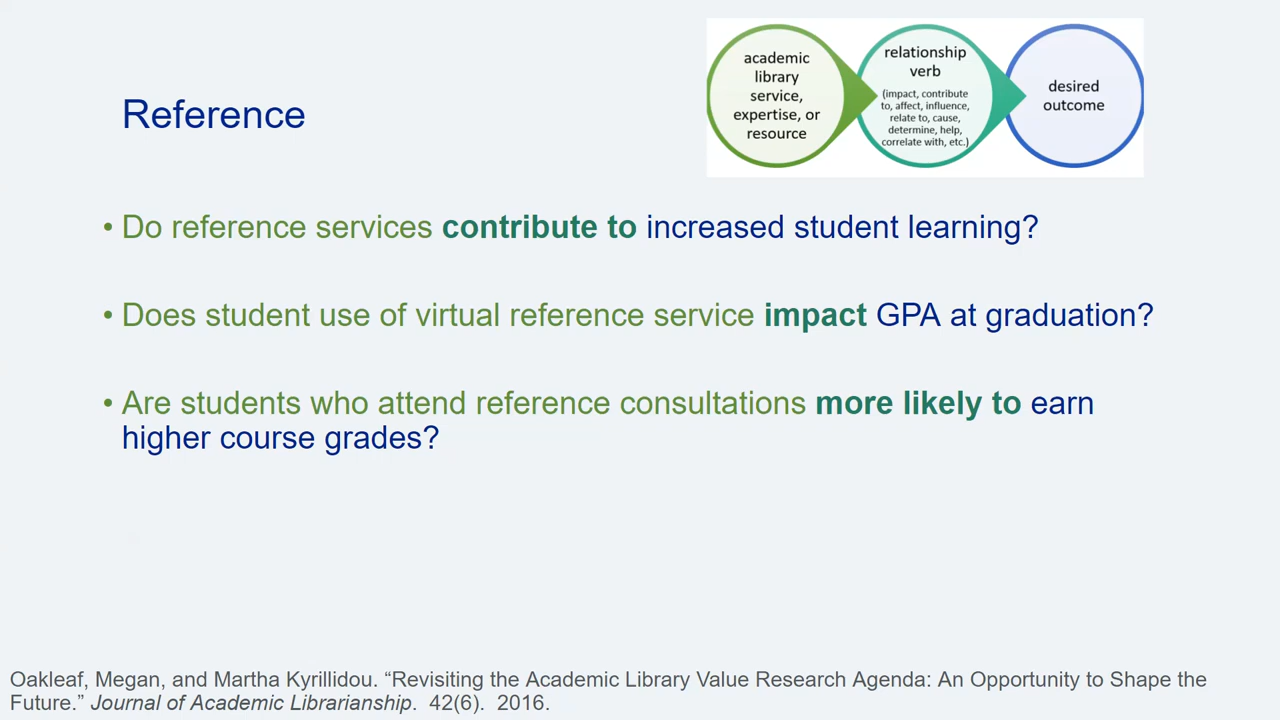 Reference
academic
library
service,
expertise, or
resource
relationship
verb
(impact, contribute
to, affect, influence,
relate to, cause,
determine, help,
correlate with, etc.)
desired
outcome
• Do reference services contribute to increased student learning?
• Does student use of virtual reference service impact GPA at graduation?
• Are students who attend reference consultations more likely to earn
higher course grades?
Oakleaf, Megan, and Martha Kyrillidou. “Revisiting the Academic Library Value Research Agenda: An Opportunity to Shape the
Future.” Journal of Academic Librarianship. 42(6). 2016.